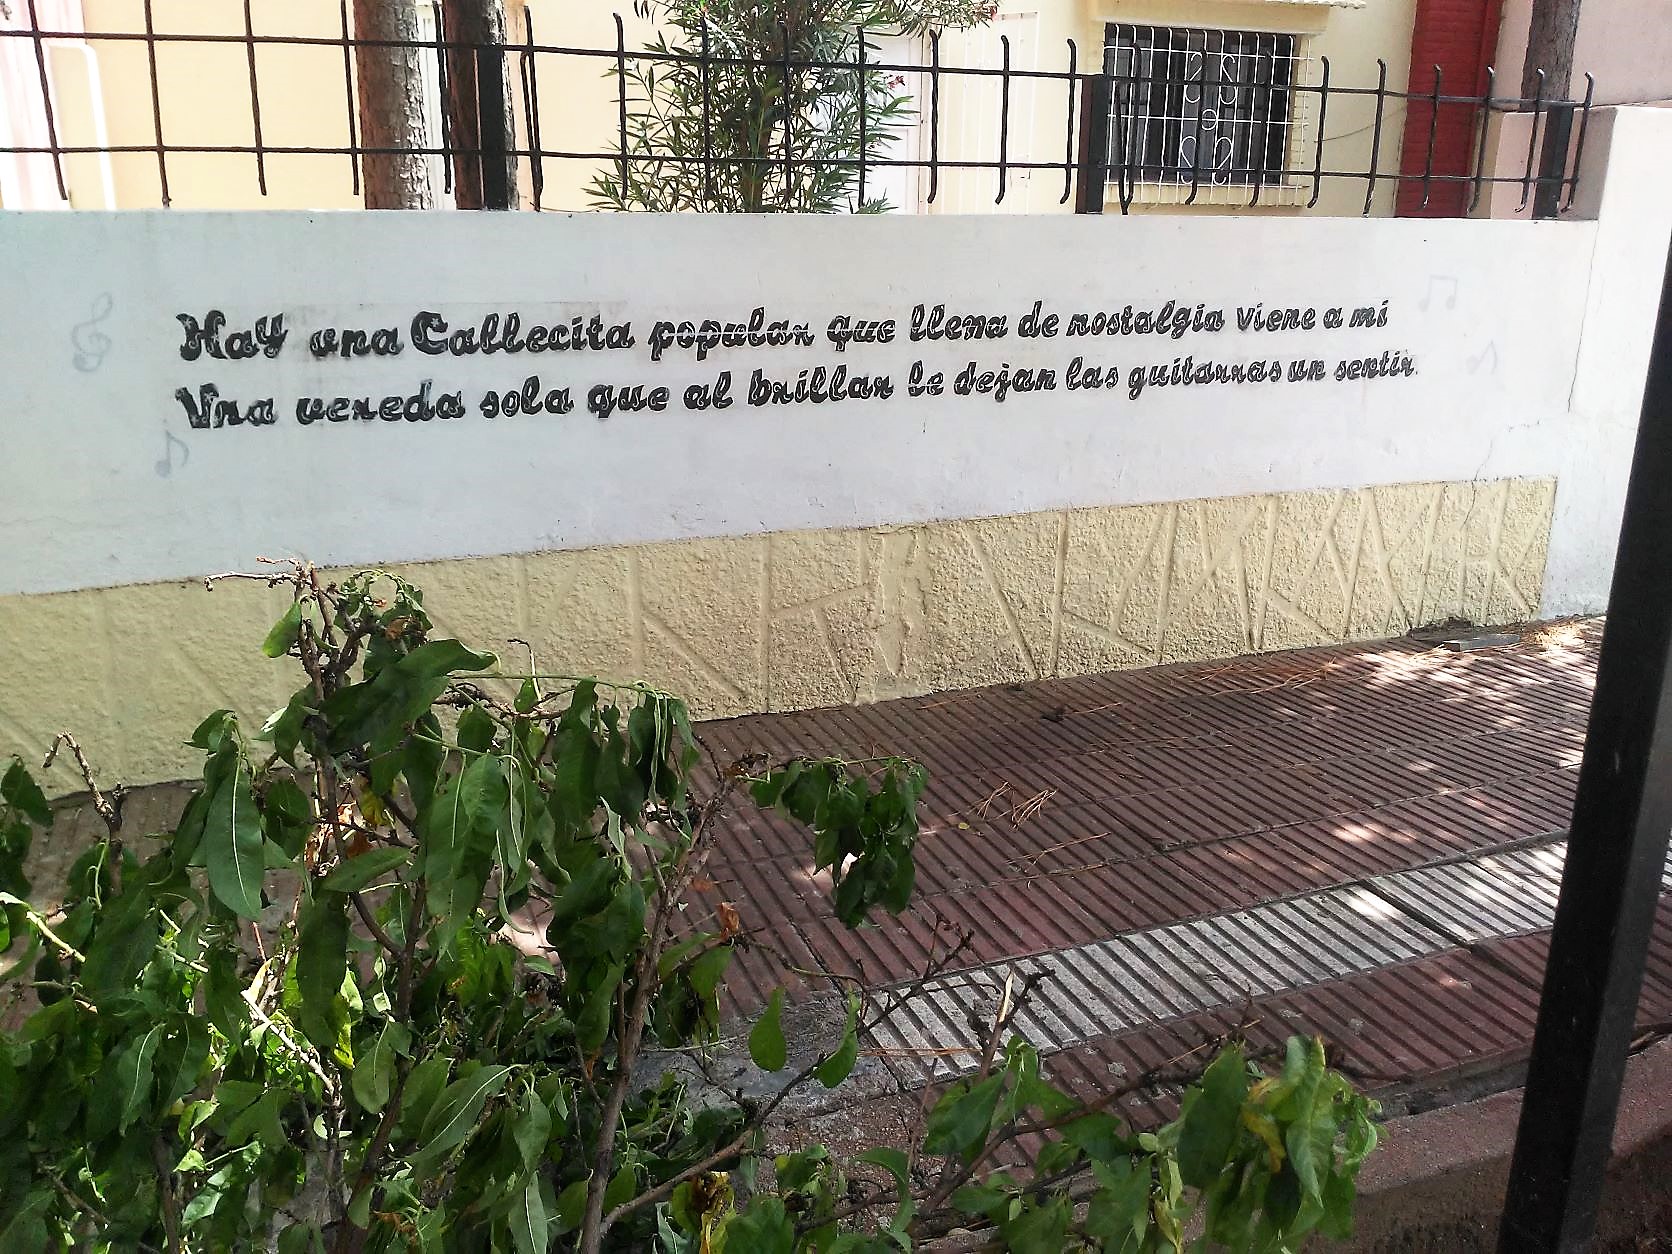 Hay una Callecita popular que llena de nostalgia viene a mi
Una vereda sola que al brillar le dejan las guitarras un sentir.